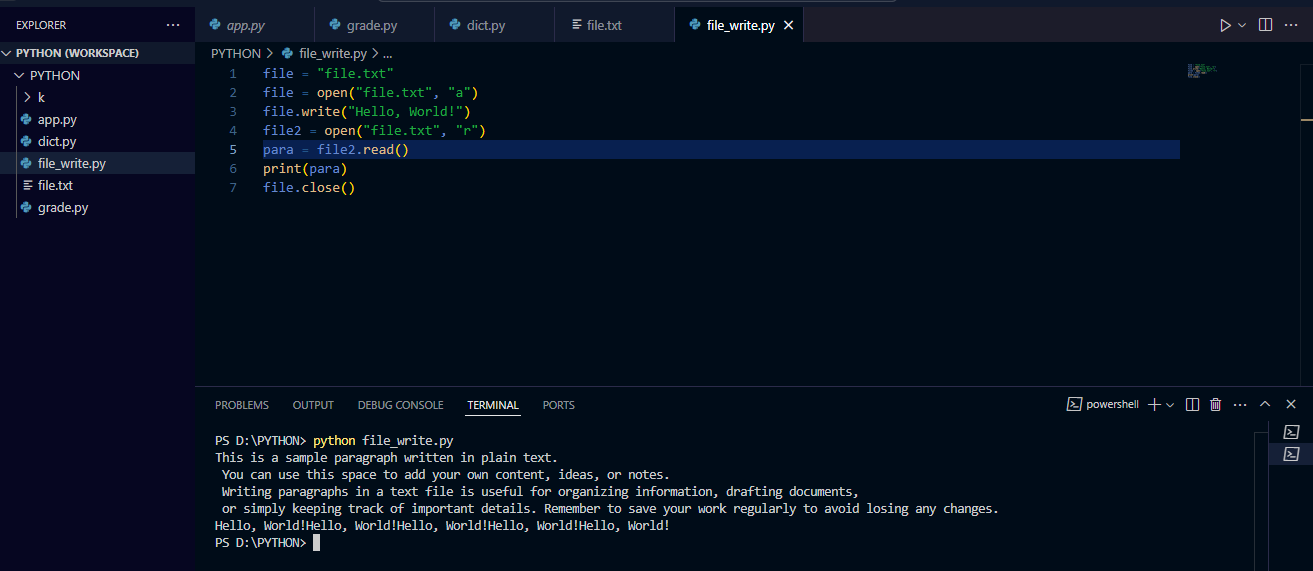 EXPLORER ...
app.py grade.py dict.py file.txt file_write.py ...
PYTHON (WORKSPACE)
PYTHON > file_write.py > ...
PYTHON
k
app.py
dict.py
file_write.py
file.txt
grade.py
1 file = "file.txt"
2 file = open("file.txt", "a")
3 file.write("Hello, World!")
4 file2 = open("file.txt", "r")
5 para = file2.read()
6 print(para)
7 file.close()
PROBLEMS OUTPUT DEBUG CONSOLE TERMINAL PORTS powershell ...
PS D:\PYTHON> python file_write.py
This is a sample paragraph written in plain text.
 You can use this space to add your own content, ideas, or notes.
 Writing paragraphs in a text file is useful for organizing information, drafting documents,
 or simply keeping track of important details. Remember to save your work regularly to avoid losing any changes.
Hello, World!Hello, World!Hello, World!Hello, World!Hello, World!
PS D:\PYTHON>